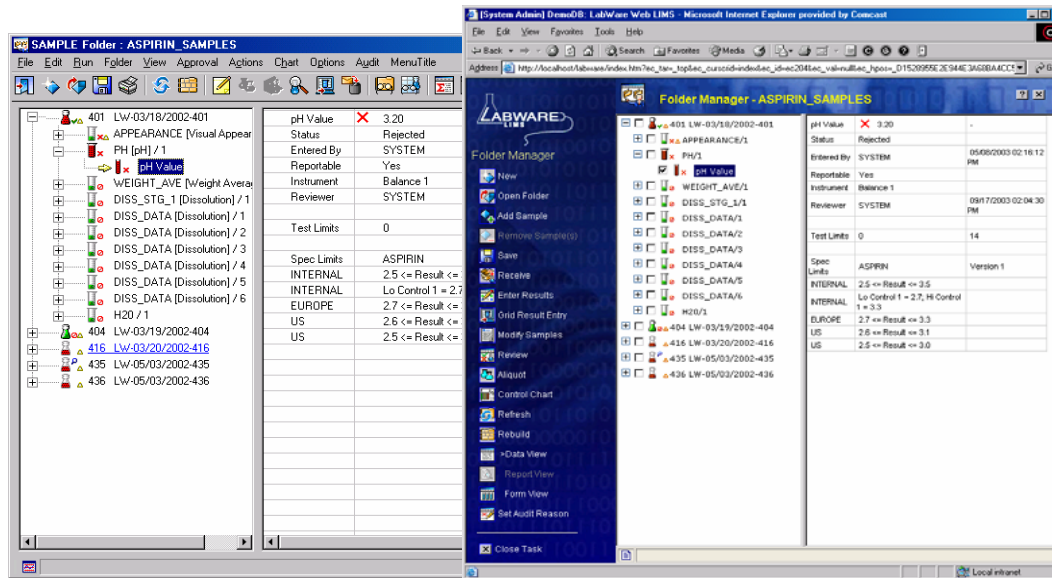 SAMPLE Folder : ASPIRIN_SAMPLES
File Edit Run Folder View Approval Actions Chart Options Audit MenuTitle
401 LW-03/18/2002-401
APPEARANCE [Visual Appear
PH [pH] / 1
pH Value
WEIGHT_AVE [Weight Avera
DISS_STG_1 [Dissolution] / 1
DISS_DATA [Dissolution] / 1
DISS_DATA [Dissolution] / 2
DISS_DATA [Dissolution] / 3
DISS_DATA [Dissolution] / 4
DISS_DATA [Dissolution] / 5
DISS_DATA [Dissolution] / 6
H20 / 1
404 LW-03/19/2002-404
416 LW-03/20/2002-416
435 LW-05/03/2002-435
436 LW-05/03/2002-436
pH Value 3.20
Status Rejected
Entered By SYSTEM
Reportable Yes
Instrument Balance 1
Reviewer SYSTEM
Test Limits 0
Spec Limits ASPIRIN
INTERNAL 2.5 <= Result <=
INTERNAL Lo Control 1 = 2.7
EUROPE 2.7 <= Result <=
US 2.6 <= Result <=
US 2.5 <= Result <=
[System Admin] DemoDB: LabWare Web LIMS - Microsoft Internet Explorer provided by Comcast
File Edit View Favorites Tools Help
Back Search Favorites Media
Address
LABWARE
LIMS
Folder Manager
New
Open Folder
Add Sample
Remove Sample(s)
Save
Receive
Enter Results
Grid Result Entry
Modify Samples
Review
Aliquot
Control Chart
Refresh
Rebuild
>Data View
Report View
Form View
Set Audit Reason
Close Task
Folder Manager - ASPIRIN_SAMPLES
401 LW-03/18/2002-401
APPEARANCE/1
PH/1
pH Value
WEIGHT_AVE/1
DISS_STG_1/1
DISS_DATA/1
DISS_DATA/2
DISS_DATA/3
DISS_DATA/4
DISS_DATA/5
DISS_DATA/6
H20/1
404 LW-03/19/2002-404
416 LW-03/20/2002-416
435 LW-05/03/2002-435
436 LW-05/03/2002-436
pH Value 3.20 -
Status Rejected
Entered By SYSTEM 05/08/2003 02:16:12
PM
Reportable Yes
Instrument Balance 1
Reviewer SYSTEM 09/17/2003 02:04:30
PM
Test Limits 0 14
Spec
Limits ASPIRIN Version 1
INTERNAL 2.5 <= Result <= 3.5
INTERNAL Lo Control 1 = 2.7, Hi Control
1 = 3.3
EUROPE 2.7 <= Result <= 3.3
US 2.6 <= Result <= 3.1
US 2.5 <= Result <= 3.0
Local intranet